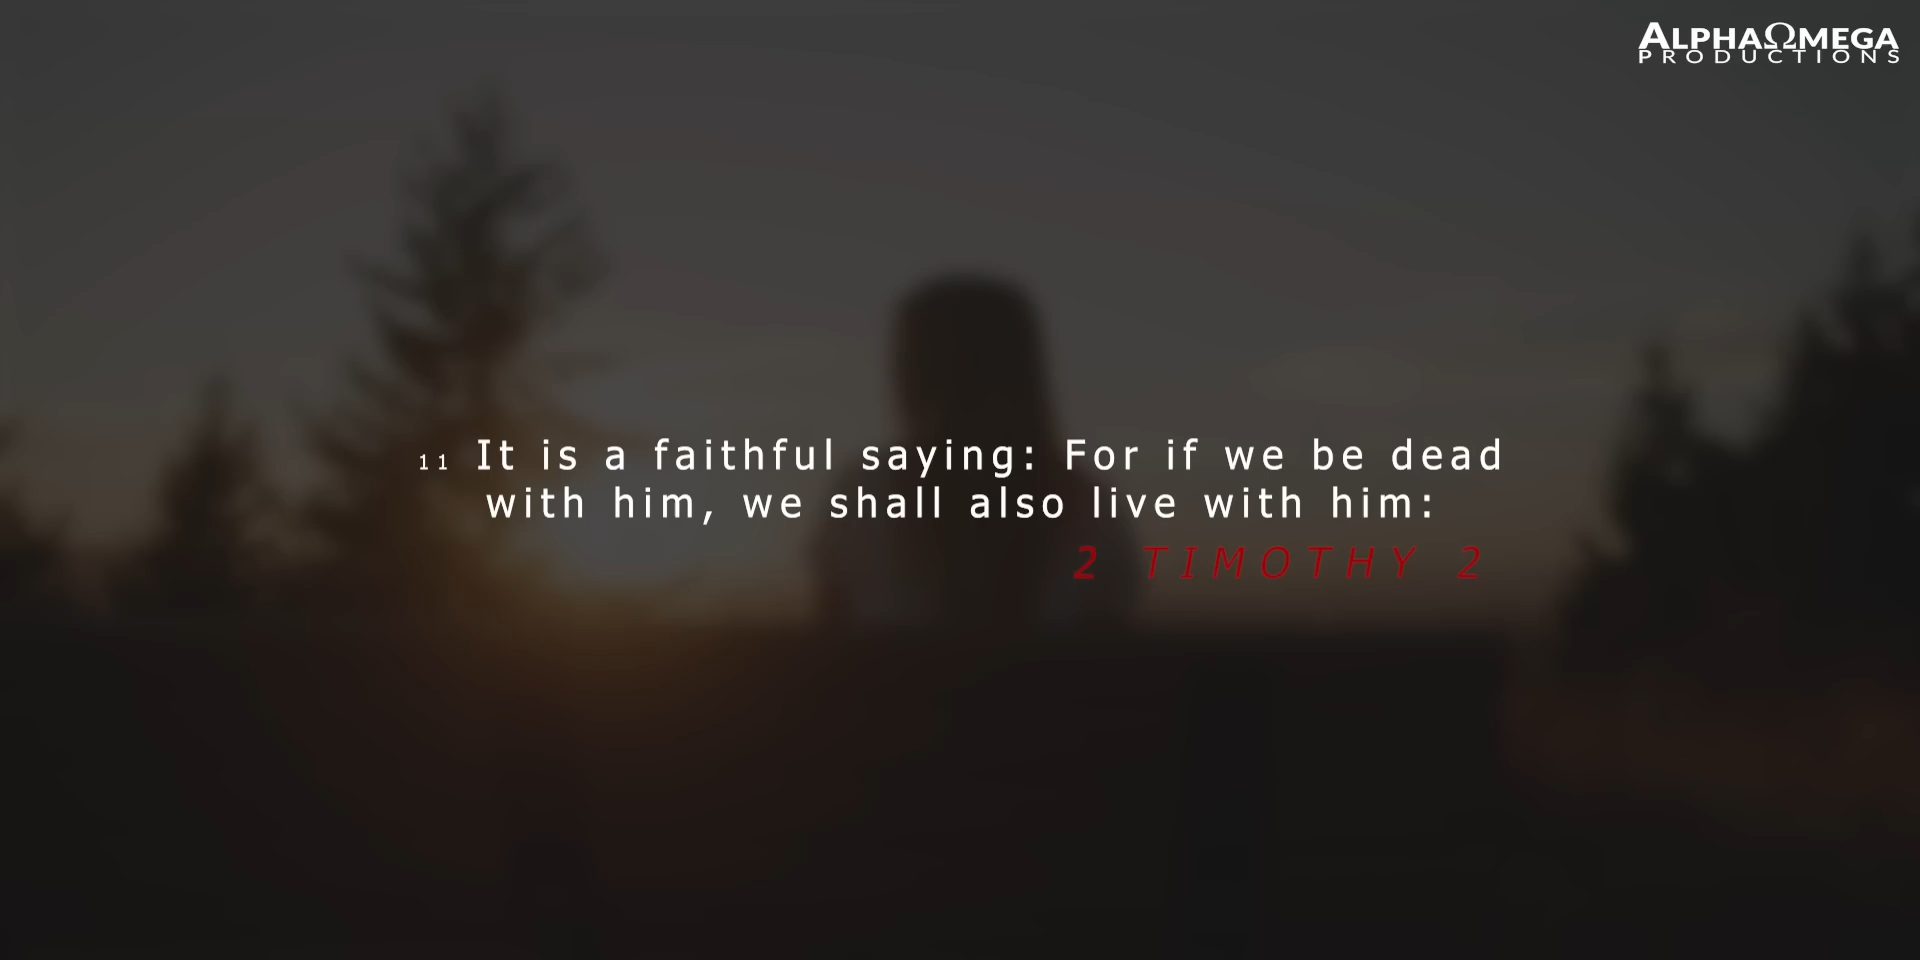 ALPHAΩMEGA
PRODUCTIONS
11 It is a faithful saying: For if we be dead
with him, we shall also live with him:
2 TIMOTHY 2